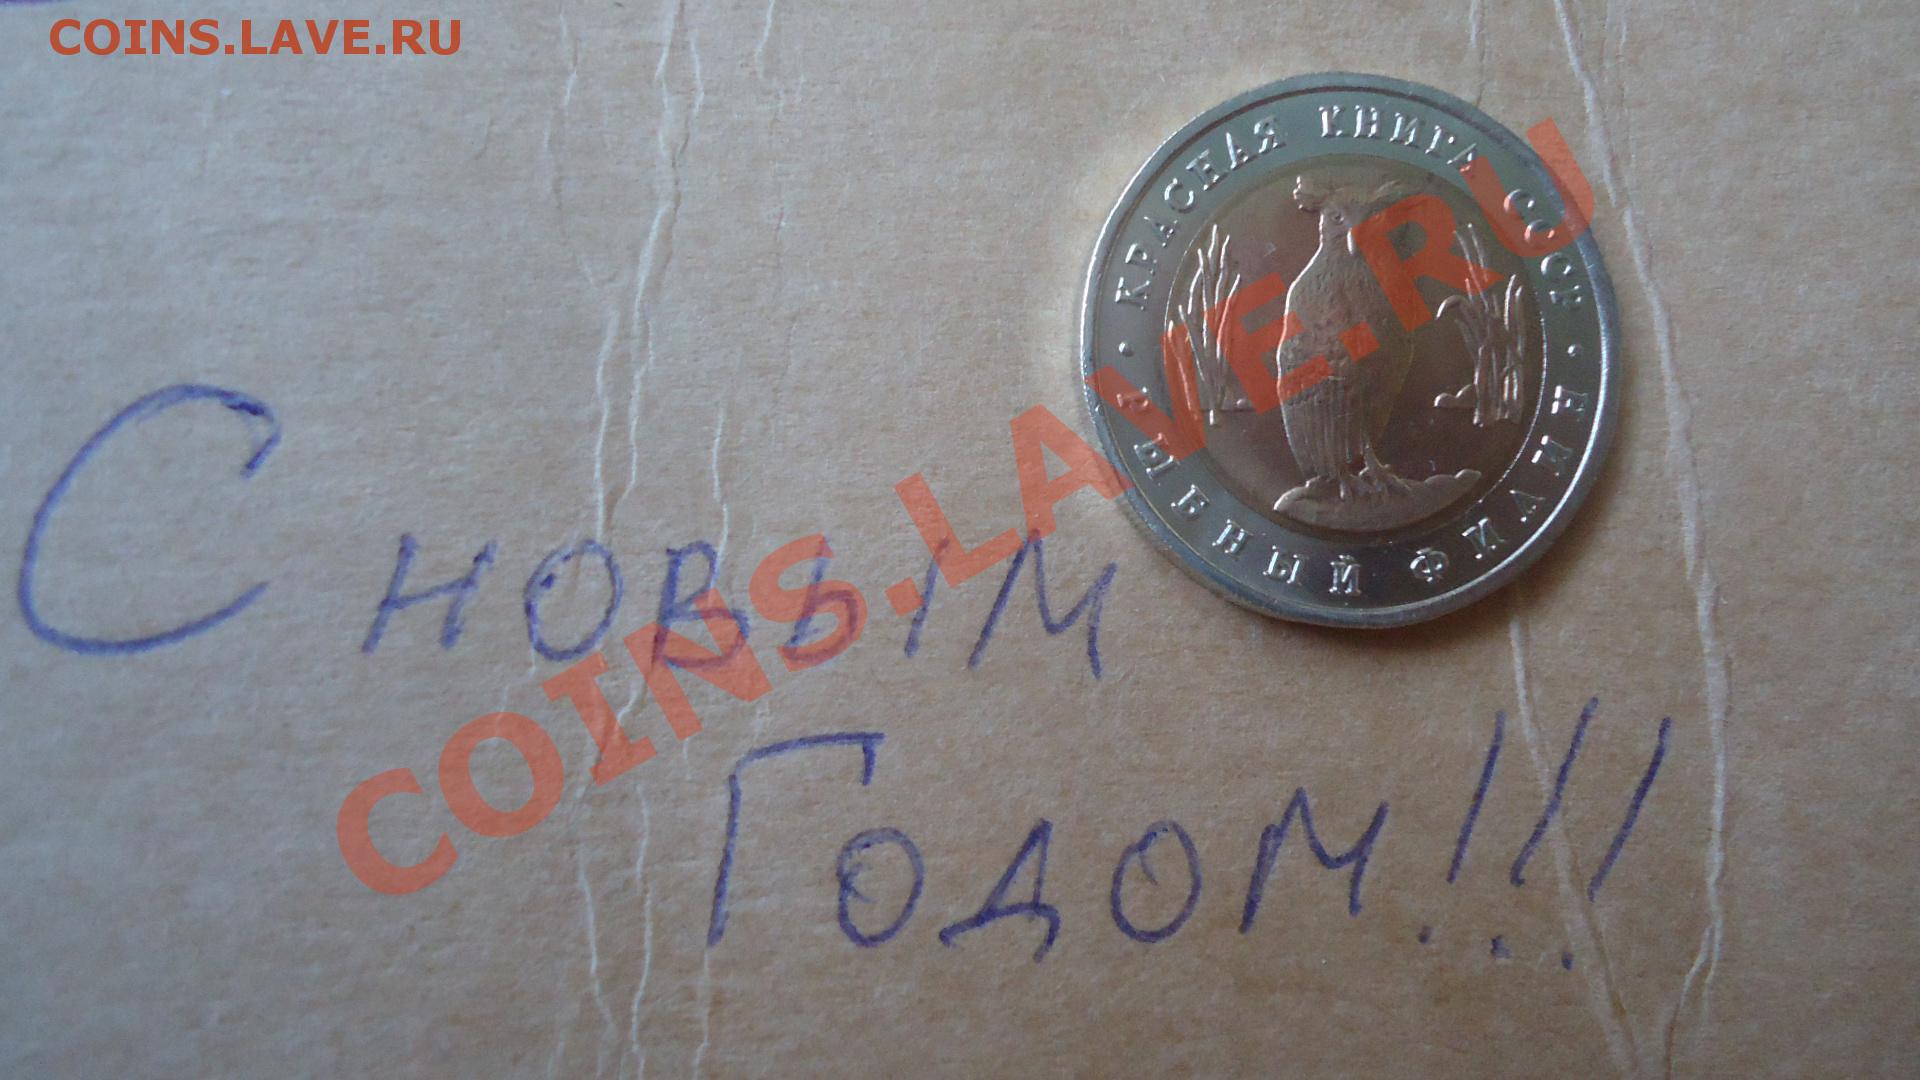 COINS.LAVE.RU
· КРАСНАЯ КНИГА СССР ·
РЫБНЫЙ ФИЛИН
COINS.LAVE.RU
С новым
Годом!!!